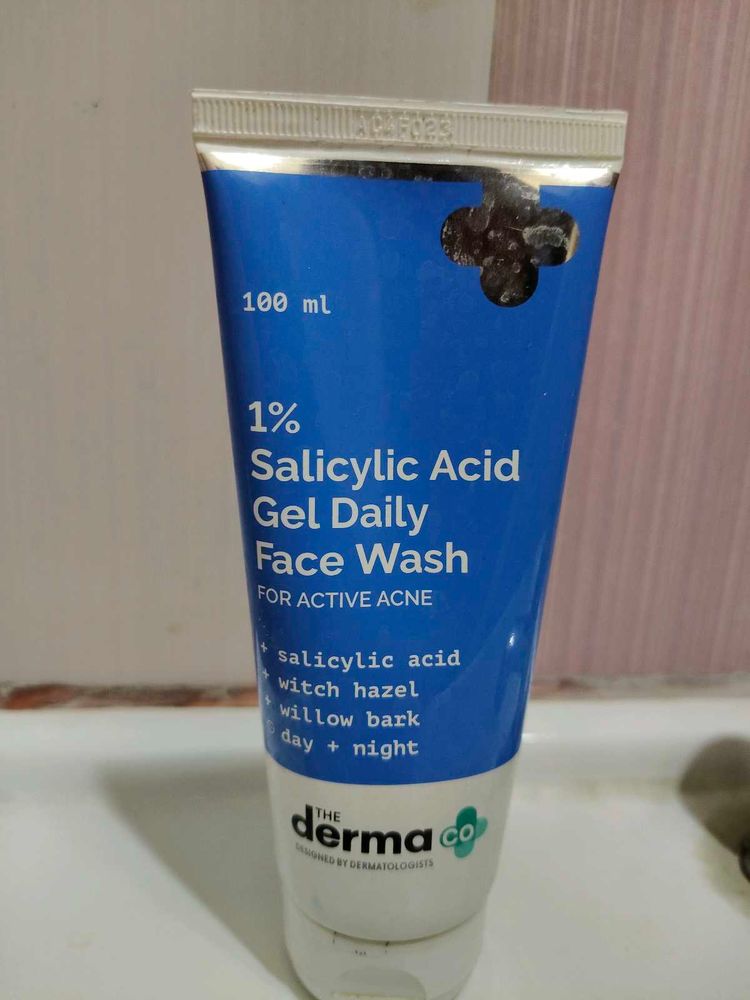 100 ml
1%
Salicylic Acid
Gel Daily
Face Wash
FOR ACTIVE ACNE
+ salicylic acid
+ witch hazel
+ willow bark
day + night
THE
derma co
DESIGNED BY DERMATOLOGISTS